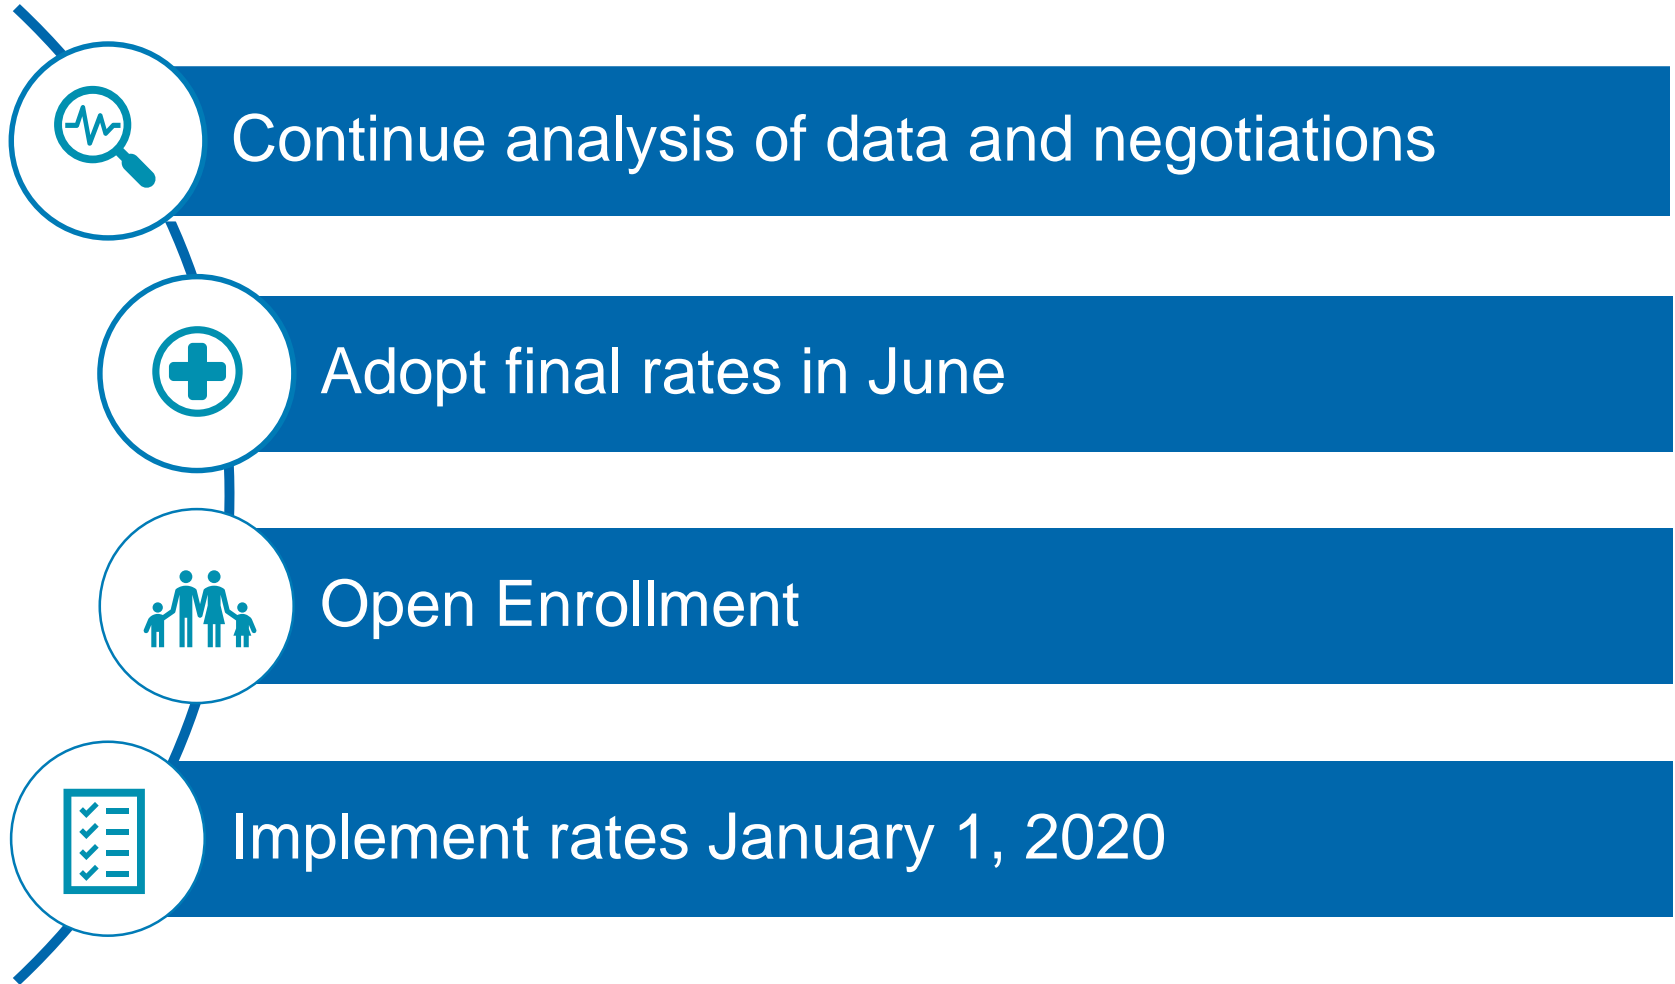 Continue analysis of data and negotiations
Adopt final rates in June
Open Enrollment
Implement rates January 1, 2020